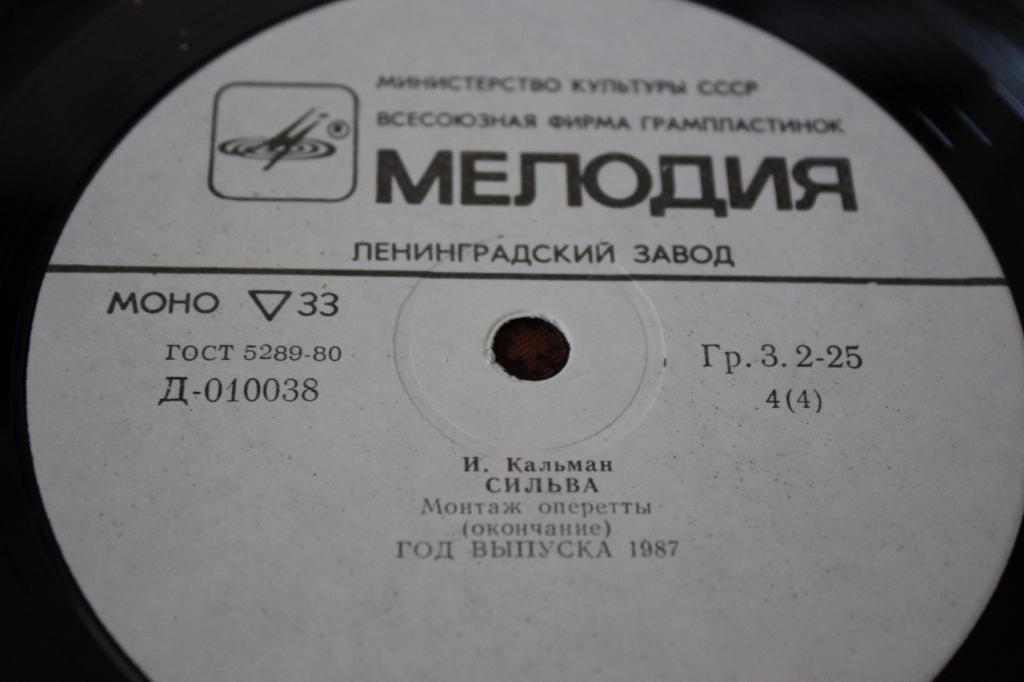 МИНИСТЕРСТВО КУЛЬТУРЫ СССР
ВСЕСОЮЗНАЯ ФИРМА ГРАМПЛАСТИНОК
МЕЛОДИЯ
®
ЛЕНИНГРАДСКИЙ ЗАВОД
МОНО ▽ 33
ГОСТ 5289-80
Д-010038
Гр. 3. 2-25
4(4)
И. Кальман
СИЛЬВА
Монтаж оперетты
(окончание)
ГОД ВЫПУСКА 1987